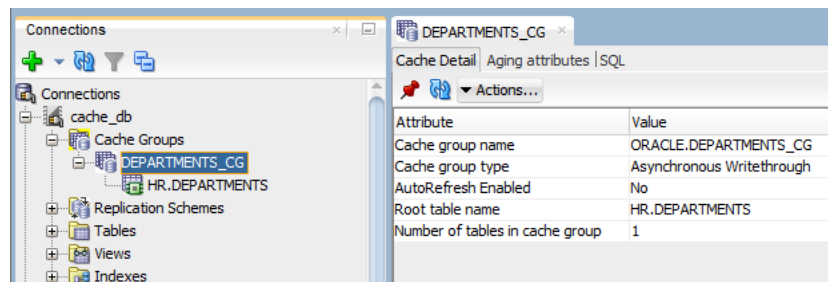 Connections
Connections
cache_db
Cache Groups
DEPARTMENTS_CG
HR.DEPARTMENTS
Replication Schemes
Tables
Views
Indexes
DEPARTMENTS_CG
Cache Detail Aging attributes SQL
Actions...
Attribute Value
Cache group name ORACLE.DEPARTMENTS_CG
Cache group type Asynchronous Writethrough
AutoRefresh Enabled No
Root table name HR.DEPARTMENTS
Number of tables in cache group 1